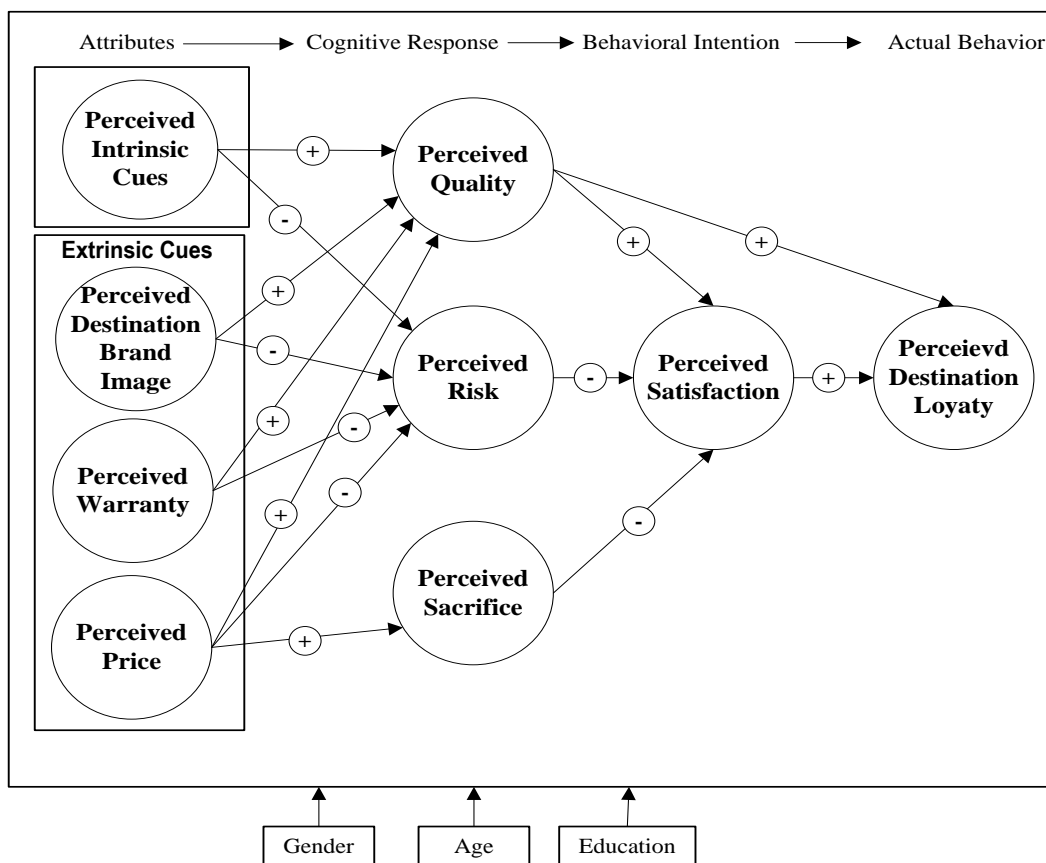 Attributes Cognitive Response Behavioral Intention Actual Behavior
Perceived
Intrinsic
Cues
+
Perceived
Quality
-
+
+
Extrinsic Cues
Perceived
Destination
Brand
Image
+
-
Perceived
Risk
-
Perceived
Satisfaction
+
Perceievd
Destination
Loyaty
+
-
Perceived
Warranty
-
+
-
Perceived
Sacrifice
Perceived
Price
+
Gender
Age
Education